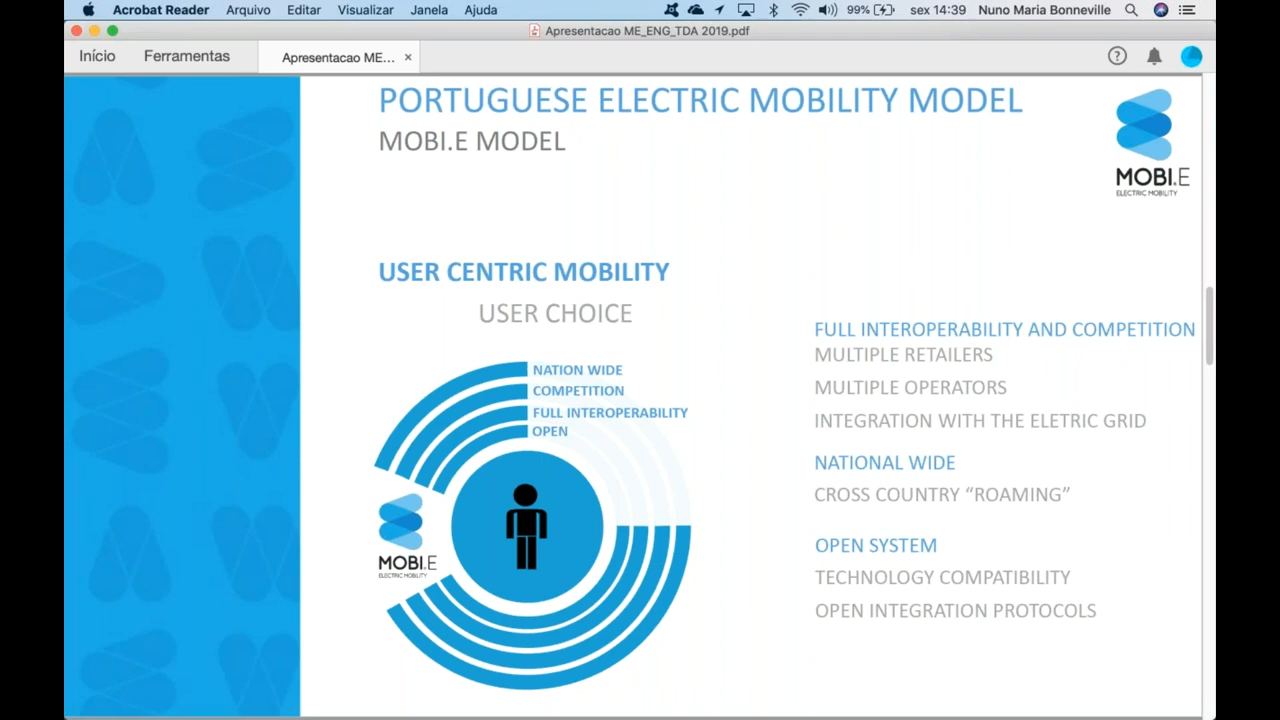 Acrobat Reader Arquivo Editar Visualizar Janela Ajuda 99% sex 14:39 Nuno Maria Bonneville
Apresentacao ME_ENG_TDA 2019.pdf
Início Ferramentas Apresentacao ME... ×
PORTUGUESE ELECTRIC MOBILITY MODEL
MOBI.E MODEL
MOBI.E
ELECTRIC MOBILITY
USER CENTRIC MOBILITY
USER CHOICE
NATION WIDE
COMPETITION
FULL INTEROPERABILITY
OPEN
MOBI.E
ELECTRIC MOBILITY
FULL INTEROPERABILITY AND COMPETITION
MULTIPLE RETAILERS
MULTIPLE OPERATORS
INTEGRATION WITH THE ELETRIC GRID
NATIONAL WIDE
CROSS COUNTRY “ROAMING”
OPEN SYSTEM
TECHNOLOGY COMPATIBILITY
OPEN INTEGRATION PROTOCOLS